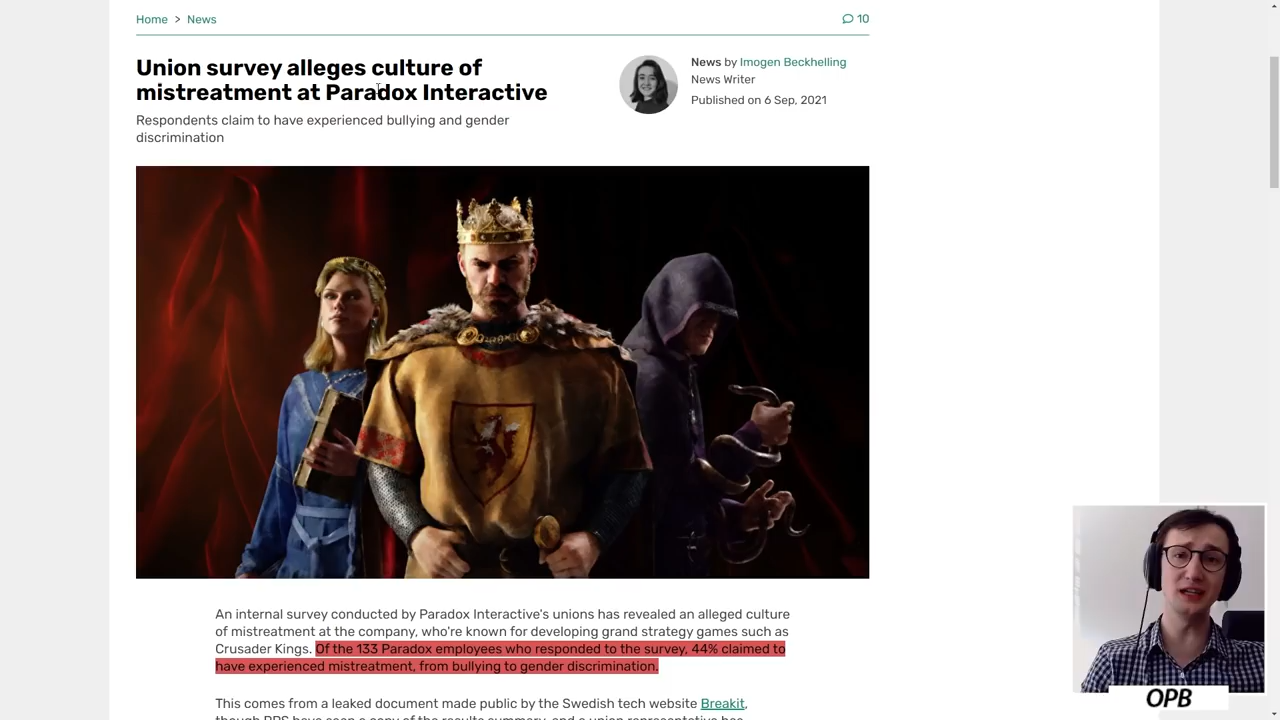 Home > News
10
Union survey alleges culture of
mistreatment at Paradox Interactive
Respondents claim to have experienced bullying and gender
discrimination
News by Imogen Beckhelling
News Writer
Published on 6 Sep, 2021
An internal survey conducted by Paradox Interactive's unions has revealed an alleged culture
of mistreatment at the company, who're known for developing grand strategy games such as
Crusader Kings. Of the 133 Paradox employees who responded to the survey, 44% claimed to
have experienced mistreatment, from bullying to gender discrimination.
This comes from a leaked document made public by the Swedish tech website Breakit,
though RPS have seen a copy of the results summary, and a union representative has
OPB